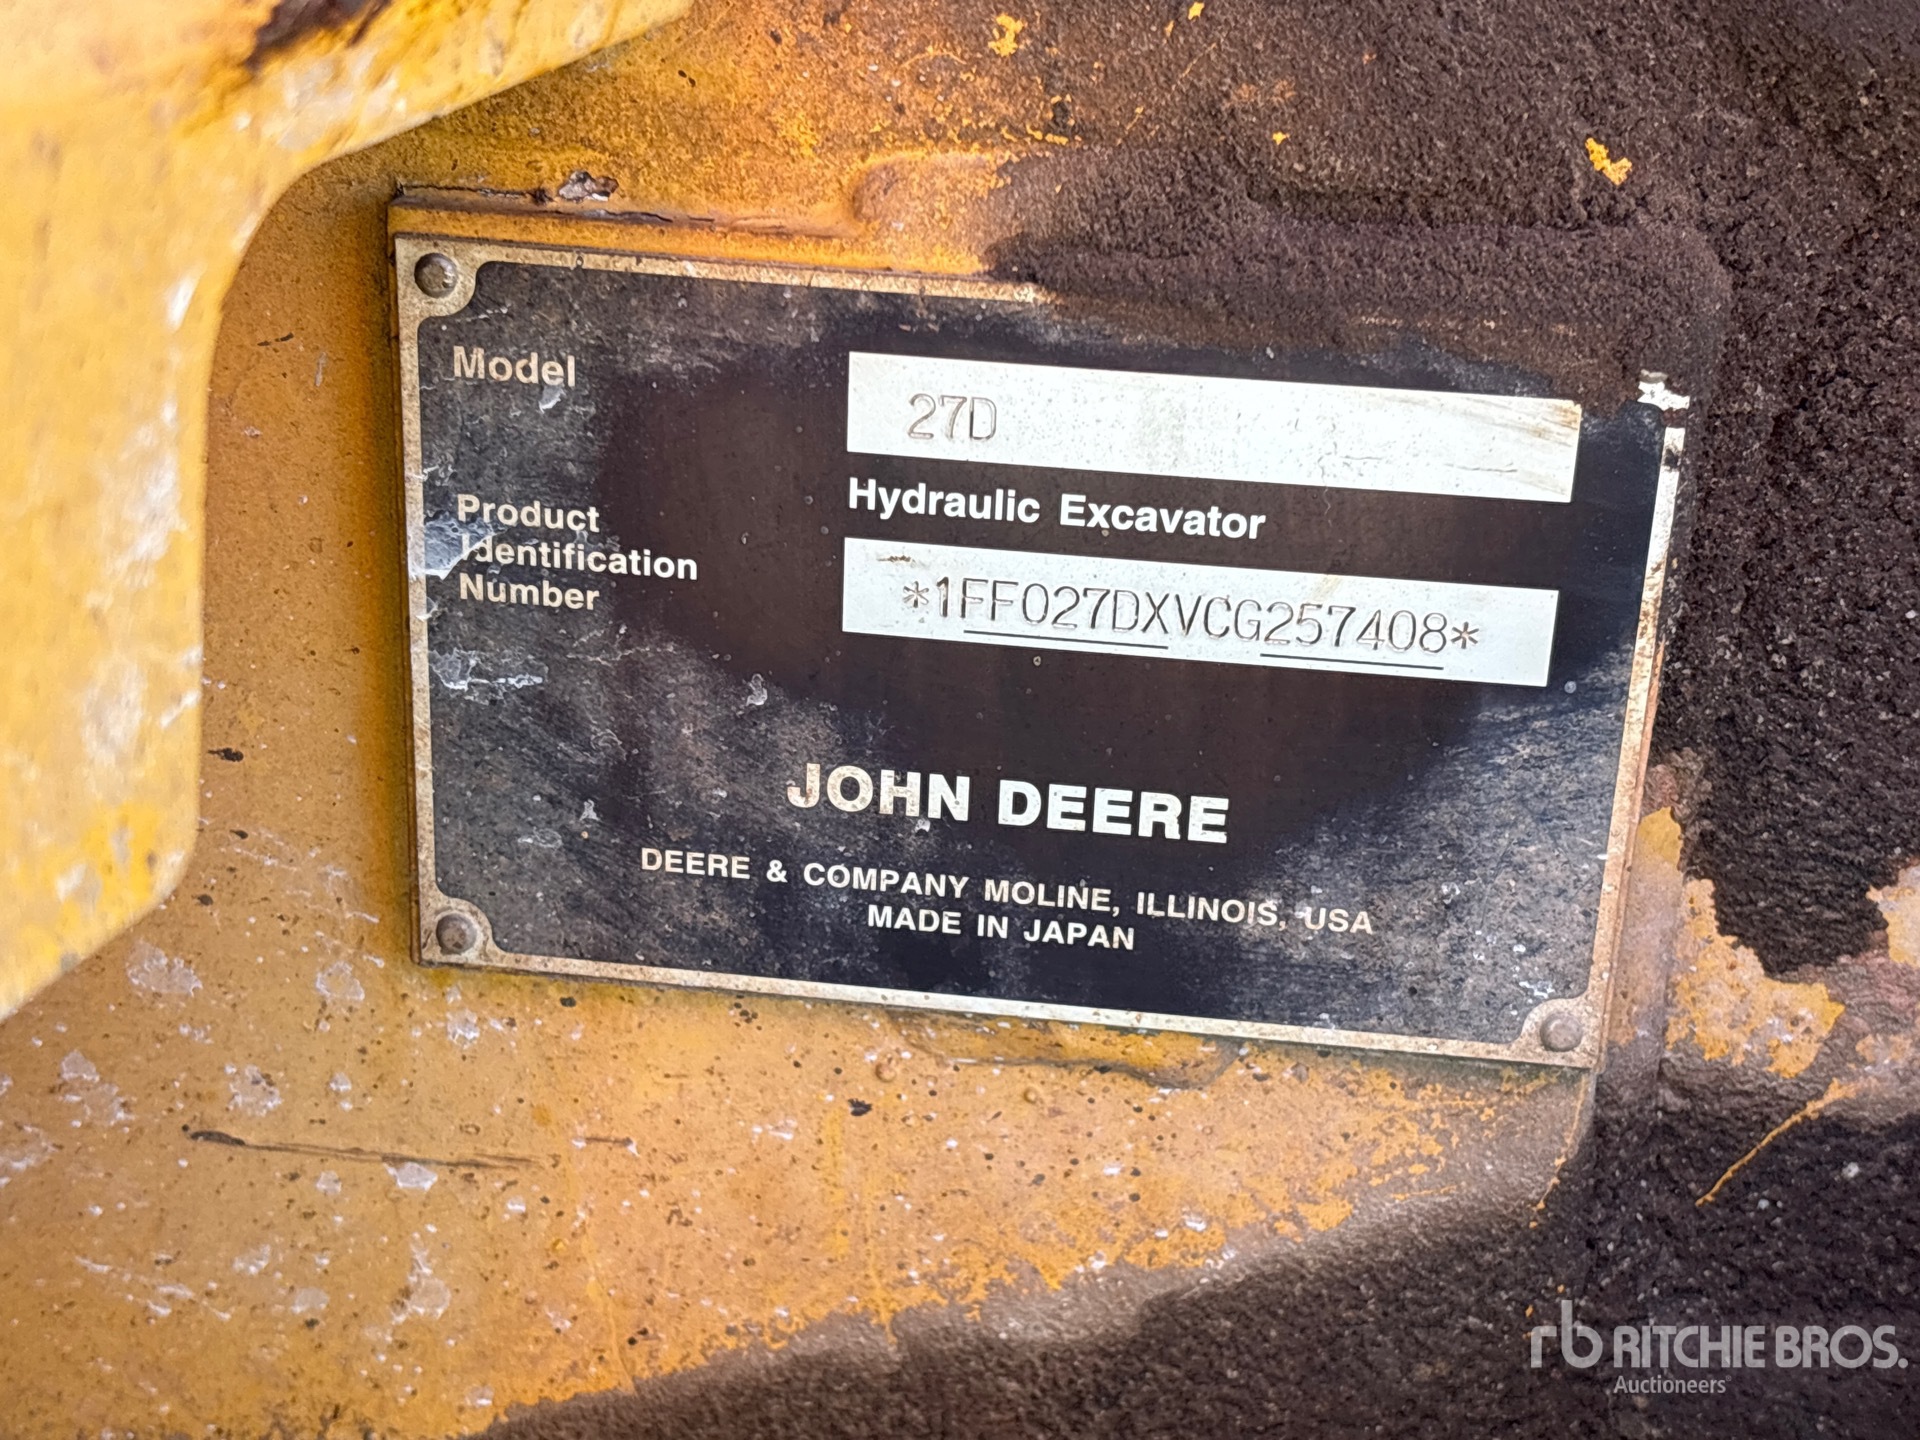 Model
27D
Hydraulic Excavator
Product
Identification
Number
*1FF027DXVCG257408*
JOHN DEERE
DEERE & COMPANY MOLINE, ILLINOIS, USA
MADE IN JAPAN
rb RITCHIE BROS.
Auctioneers